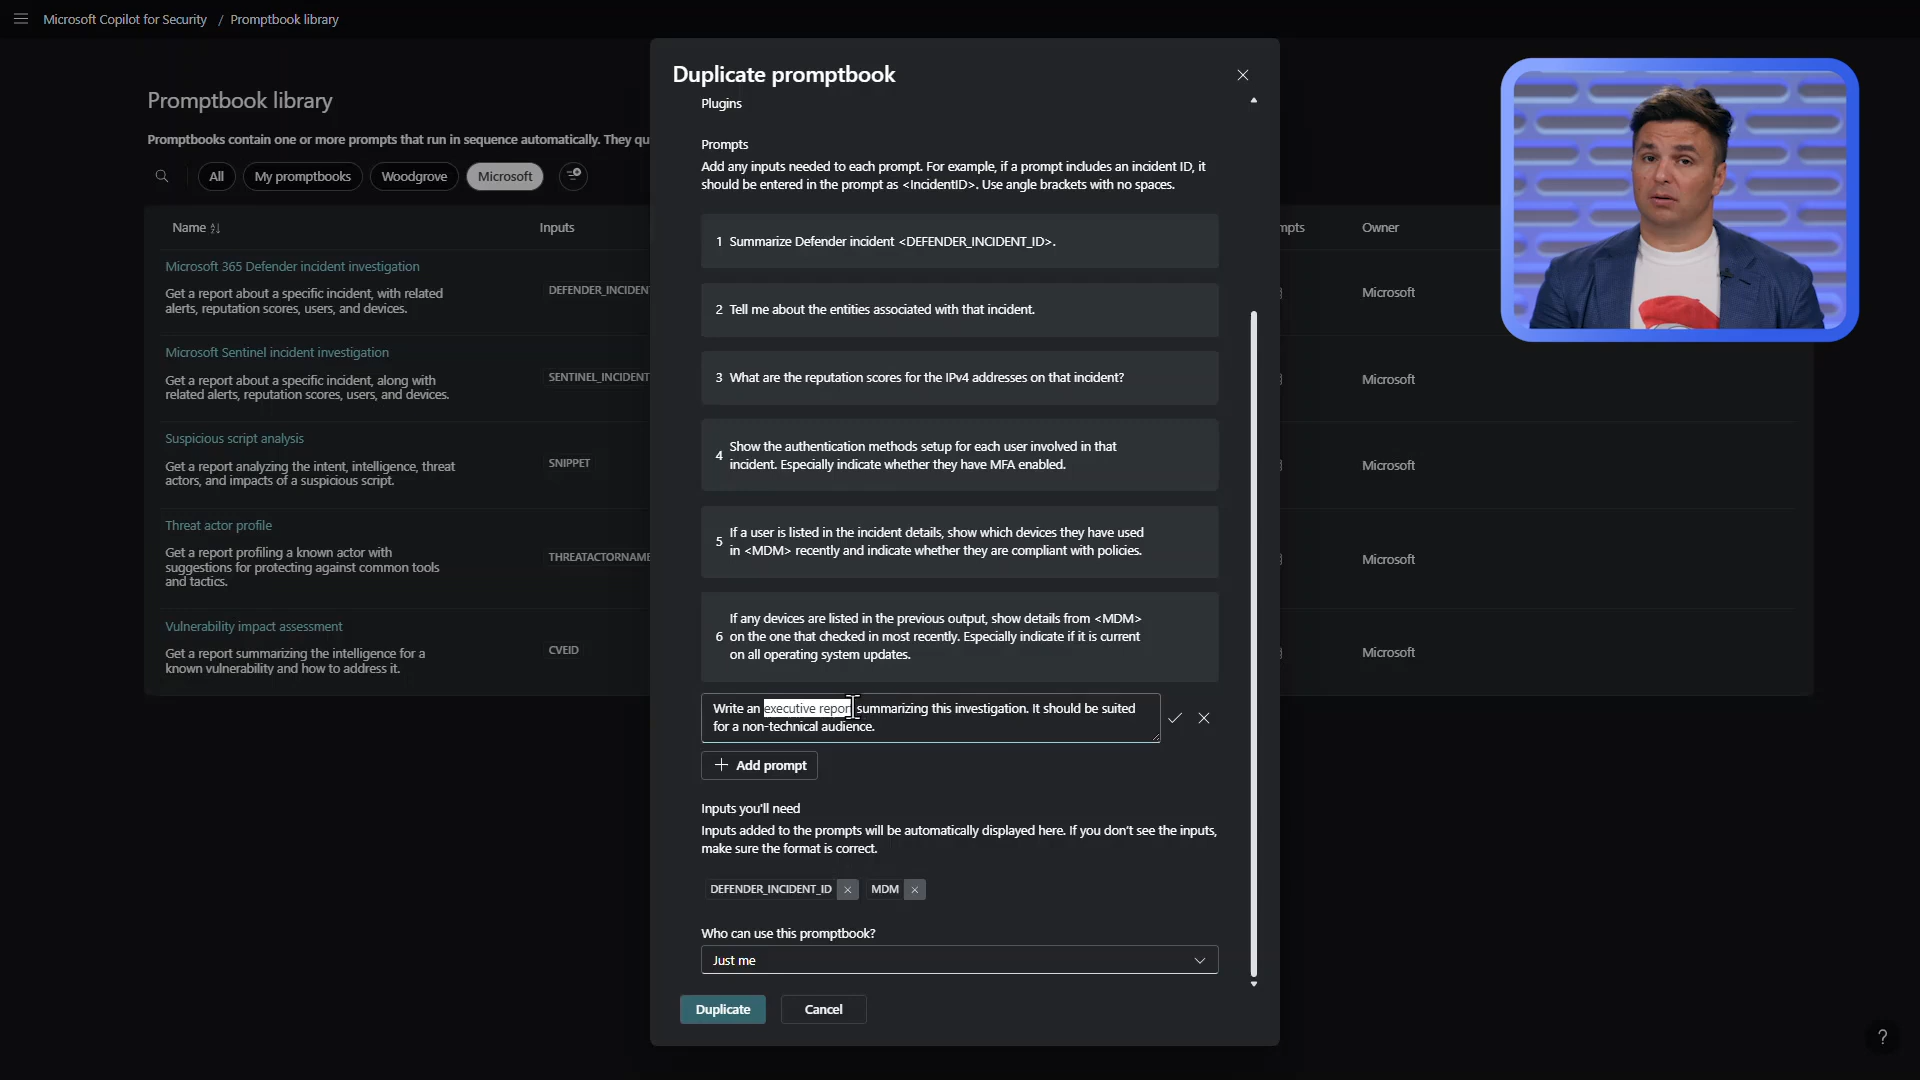 Microsoft Copilot for Security / Promptbook library
Promptbook library
Promptbooks contain one or more prompts that run in sequence automatically. They qu
All
My promptbooks
Woodgrove
Microsoft
Name
Inputs
mpts
Owner
Microsoft 365 Defender incident investigation
Get a report about a specific incident, with related
alerts, reputation scores, users, and devices.
DEFENDER_INCIDENT
Microsoft
Microsoft Sentinel incident investigation
Get a report about a specific incident, along with
related alerts, reputation scores, users, and devices.
SENTINEL_INCIDENT
Microsoft
Suspicious script analysis
Get a report analyzing the intent, intelligence, threat
actors, and impacts of a suspicious script.
SNIPPET
Microsoft
Threat actor profile
Get a report profiling a known actor with
suggestions for protecting against common tools
and tactics.
THREATACTORNAME
Microsoft
Vulnerability impact assessment
Get a report summarizing the intelligence for a
known vulnerability and how to address it.
CVEID
Microsoft
Duplicate promptbook
Plugins
Prompts
Add any inputs needed to each prompt. For example, if a prompt includes an incident ID, it
should be entered in the prompt as <IncidentID>. Use angle brackets with no spaces.
1 Summarize Defender incident <DEFENDER_INCIDENT_ID>.
2 Tell me about the entities associated with that incident.
3 What are the reputation scores for the IPv4 addresses on that incident?
4 Show the authentication methods setup for each user involved in that
incident. Especially indicate whether they have MFA enabled.
5 If a user is listed in the incident details, show which devices they have used
in <MDM> recently and indicate whether they are compliant with policies.
If any devices are listed in the previous output, show details from <MDM>
6 on the one that checked in most recently. Especially indicate if it is current
on all operating system updates.
Write an executive report summarizing this investigation. It should be suited
for a non-technical audience.
+ Add prompt
Inputs you'll need
Inputs added to the prompts will be automatically displayed here. If you don't see the inputs,
make sure the format is correct.
DEFENDER_INCIDENT_ID
MDM
Who can use this promptbook?
Just me
Duplicate
Cancel
?